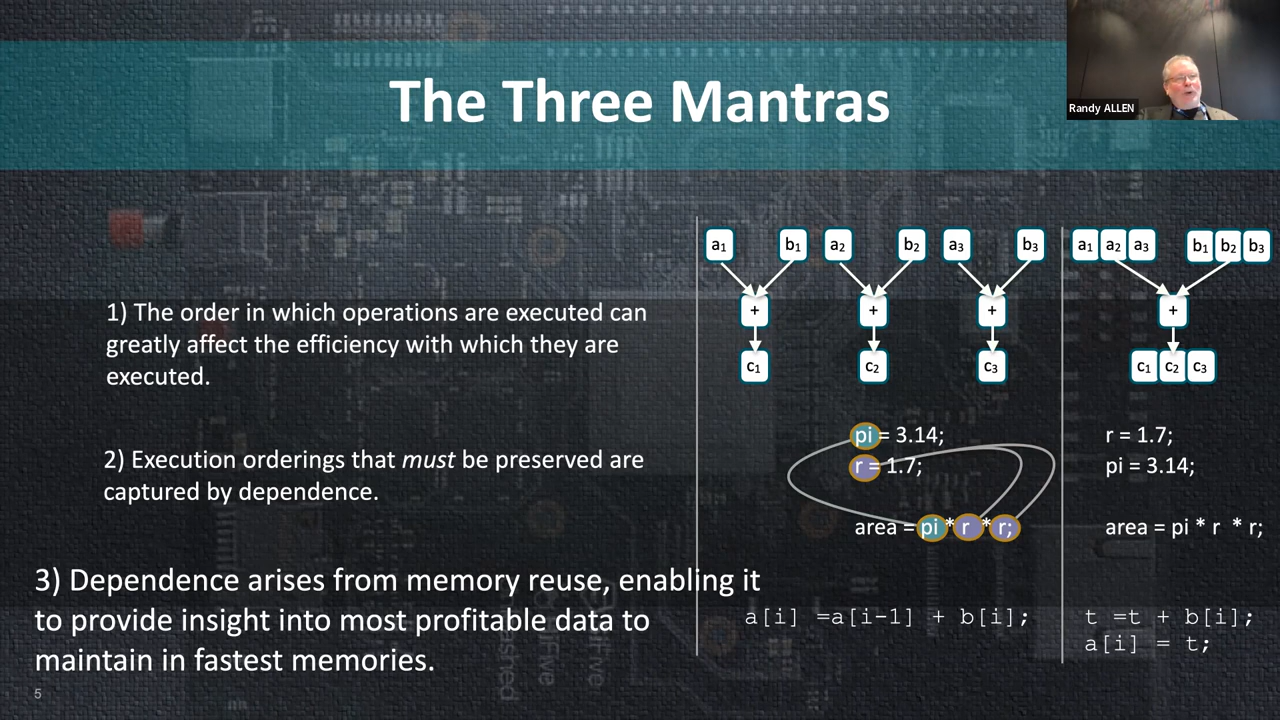 The Three Mantras
Randy ALLEN
a1 b1 a2 b2 a3 b3 a1 a2 a3 b1 b2 b3
+ + + +
c1 c2 c3 c1 c2 c3
1) The order in which operations are executed can
greatly affect the efficiency with which they are
executed.
pi = 3.14;
r = 1.7;
area = pi * r * r;
r = 1.7;
pi = 3.14;
area = pi * r * r;
2) Execution orderings that must be preserved are
captured by dependence.
3) Dependence arises from memory reuse, enabling it
to provide insight into most profitable data to
maintain in fastest memories.
a[i] =a[i-1] + b[i];
t =t + b[i];
a[i] = t;
5